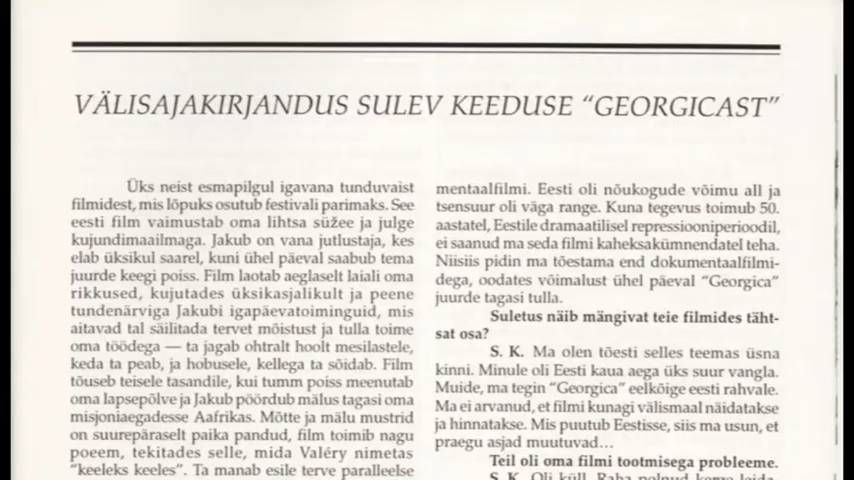 VÄLISAJAKIRJANDUS SULEV KEEDUSE "GEORGICAST"
Üks neist esmapilgul igavana tunduvaist
filmidest, mis lõpuks osutub festivali parimaks. See
eesti film vaimustab oma lihtsa süžee ja julge
kujundimaailmaga. Jakub on vana jutlustaja, kes
elab üksikul saarel, kuni ühel päeval saabub tema
juurde keegi poiss. Film laotab aeglaselt laiali oma
rikkused, kujutades üksikasjalikult ja peene
tundenärviga Jakubi igapäevatoiminguid, mis
aitavad tal säilitada tervet mõistust ja tulla toime
oma töödega — ta jagab ohtralt hoolt mesilastele,
keda ta peab, ja hobusele, kellega ta sõidab. Film
tõuseb teisele tasandile, kui tumm poiss meenutab
oma lapsepõlve ja Jakub pöördub mälus tagasi oma
misjoniaegadesse Aafrikas. Mõtte ja mälu mustrid
on suurepäraselt paika pandud, film toimib nagu
poeem, tekitades selle, mida Valéry nimetas
"keeleks keeles". Ta manab esile terve paralleelse
mentaalfilmi. Eesti oli nõukogude võimu all ja
tsensuur oli väga range. Kuna tegevus toimub 50.
aastatel, Eestile dramaatilisel repressiooniperioodil,
ei saanud ma seda filmi kaheksakümnendatel teha.
Niisiis pidin ma tõestama end dokumentaalfilmi-
dega, oodates võimalust ühel päeval "Georgica"
juurde tagasi tulla.
Suletus näib mängivat teie filmides täht-
sat osa?
S. K. Ma olen tõesti selles teemas üsna
kinni. Minule oli Eesti kaua aega üks suur vangla.
Muide, ma tegin "Georgica" eelkõige eesti rahvale.
Ma ei arvanud, et filmi kunagi välismaal näidatakse
ja hinnatakse. Mis puutub Eestisse, siis ma usun, et
praegu asjad muutuvad...
Teil oli oma filmi tootmisega probleeme.
S. K. Oli küll. Raha polnud